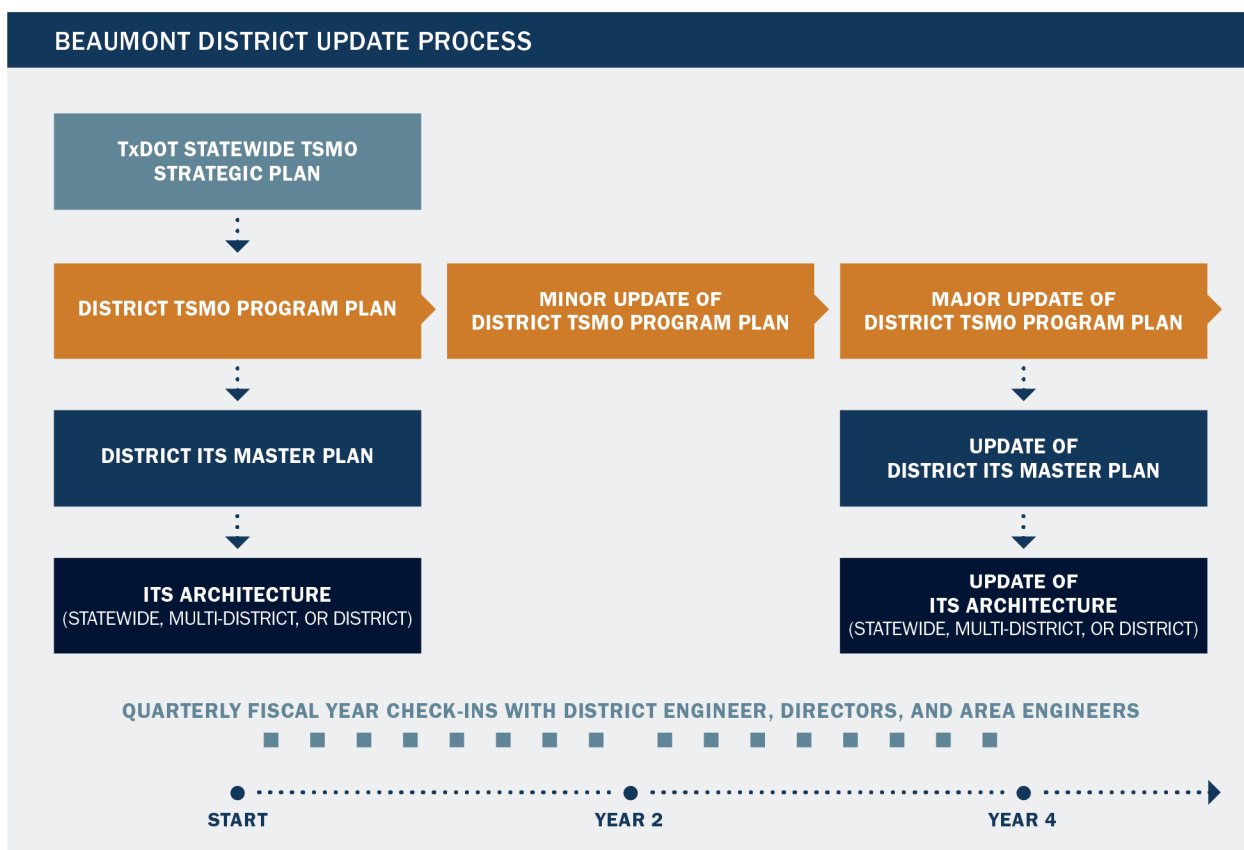 BEAUMONT DISTRICT UPDATE PROCESS
TxDOT STATEWIDE TSMO
STRATEGIC PLAN
DISTRICT TSMO PROGRAM PLAN
MINOR UPDATE OF
DISTRICT TSMO PROGRAM PLAN
MAJOR UPDATE OF
DISTRICT TSMO PROGRAM PLAN
DISTRICT ITS MASTER PLAN
UPDATE OF
DISTRICT ITS MASTER PLAN
ITS ARCHITECTURE
(STATEWIDE, MULTI-DISTRICT, OR DISTRICT)
UPDATE OF
ITS ARCHITECTURE
(STATEWIDE, MULTI-DISTRICT, OR DISTRICT)
QUARTERLY FISCAL YEAR CHECK-INS WITH DISTRICT ENGINEER, DIRECTORS, AND AREA ENGINEERS
START
YEAR 2
YEAR 4